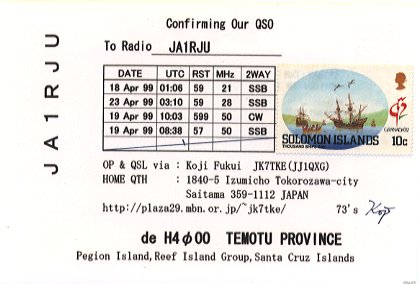 Confirming Our QSO
To Radio JA1RJU
JA1RJU
DATE UTC RST MHz 2WAY
18 Apr 99 01:06 59 21 SSB
23 Apr 99 03:10 59 28 SSB
19 Apr 99 10:03 599 50 CW
19 Apr 99 08:38 57 50 SSB
SOLOMON ISLANDS
10c
OP & QSL via : Koji Fukui JK7TKE(JJ1QXG)
HOME QTH : 1840-5 Izumicho Tokorozawa-city
Saitama 359-1112 JAPAN
http://plaza29.mbn.or.jp/~jk7tke/ 73's Koji
de H4φ00 TEMOTU PROVINCE
Pegion Island,Reef Island Group,Santa Cruz Islands